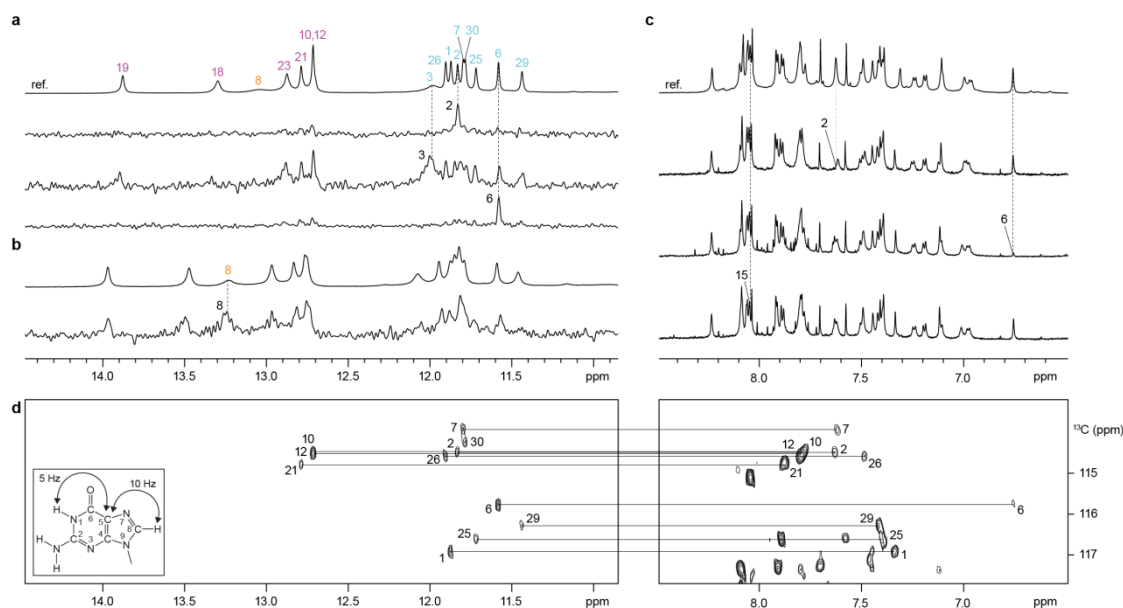 a
19
18
8
23
21
10,12
26
1
7
2
30
25
6
29
3
ref.
2
3
6
b
8
8
14.0 13.5 13.0 12.5 12.0 11.5 ppm
c
ref.
2
6
15
8.0 7.5 7.0 ppm
d
7 7 ¹³C (ppm)
10 2 30 12 10 2
12 26 26
21 21 115
6 6
116
29 29
25 25
1 1 117
5 Hz 10 Hz
O
H 6 5 N 7
N 1 8 H
2 4 9
H N 3 N N
H
14.0 13.5 13.0 12.5 12.0 11.5 ppm
8.0 7.5 7.0 ppm